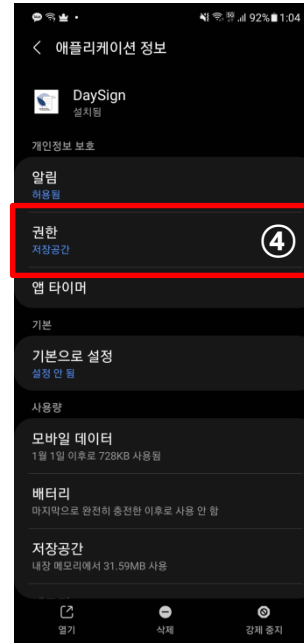 92% 1:04
< 애플리케이션 정보
DaySign
설치됨
개인정보 보호
알림
허용됨
권한
저장공간
④
앱 타이머
기본
기본으로 설정
설정 안 됨
사용량
모바일 데이터
1월 1일 이후로 728KB 사용됨
배터리
마지막으로 완전히 충전한 이후로 사용 안 함
저장공간
내장 메모리에서 31.59MB 사용
열기
삭제
강제 중지